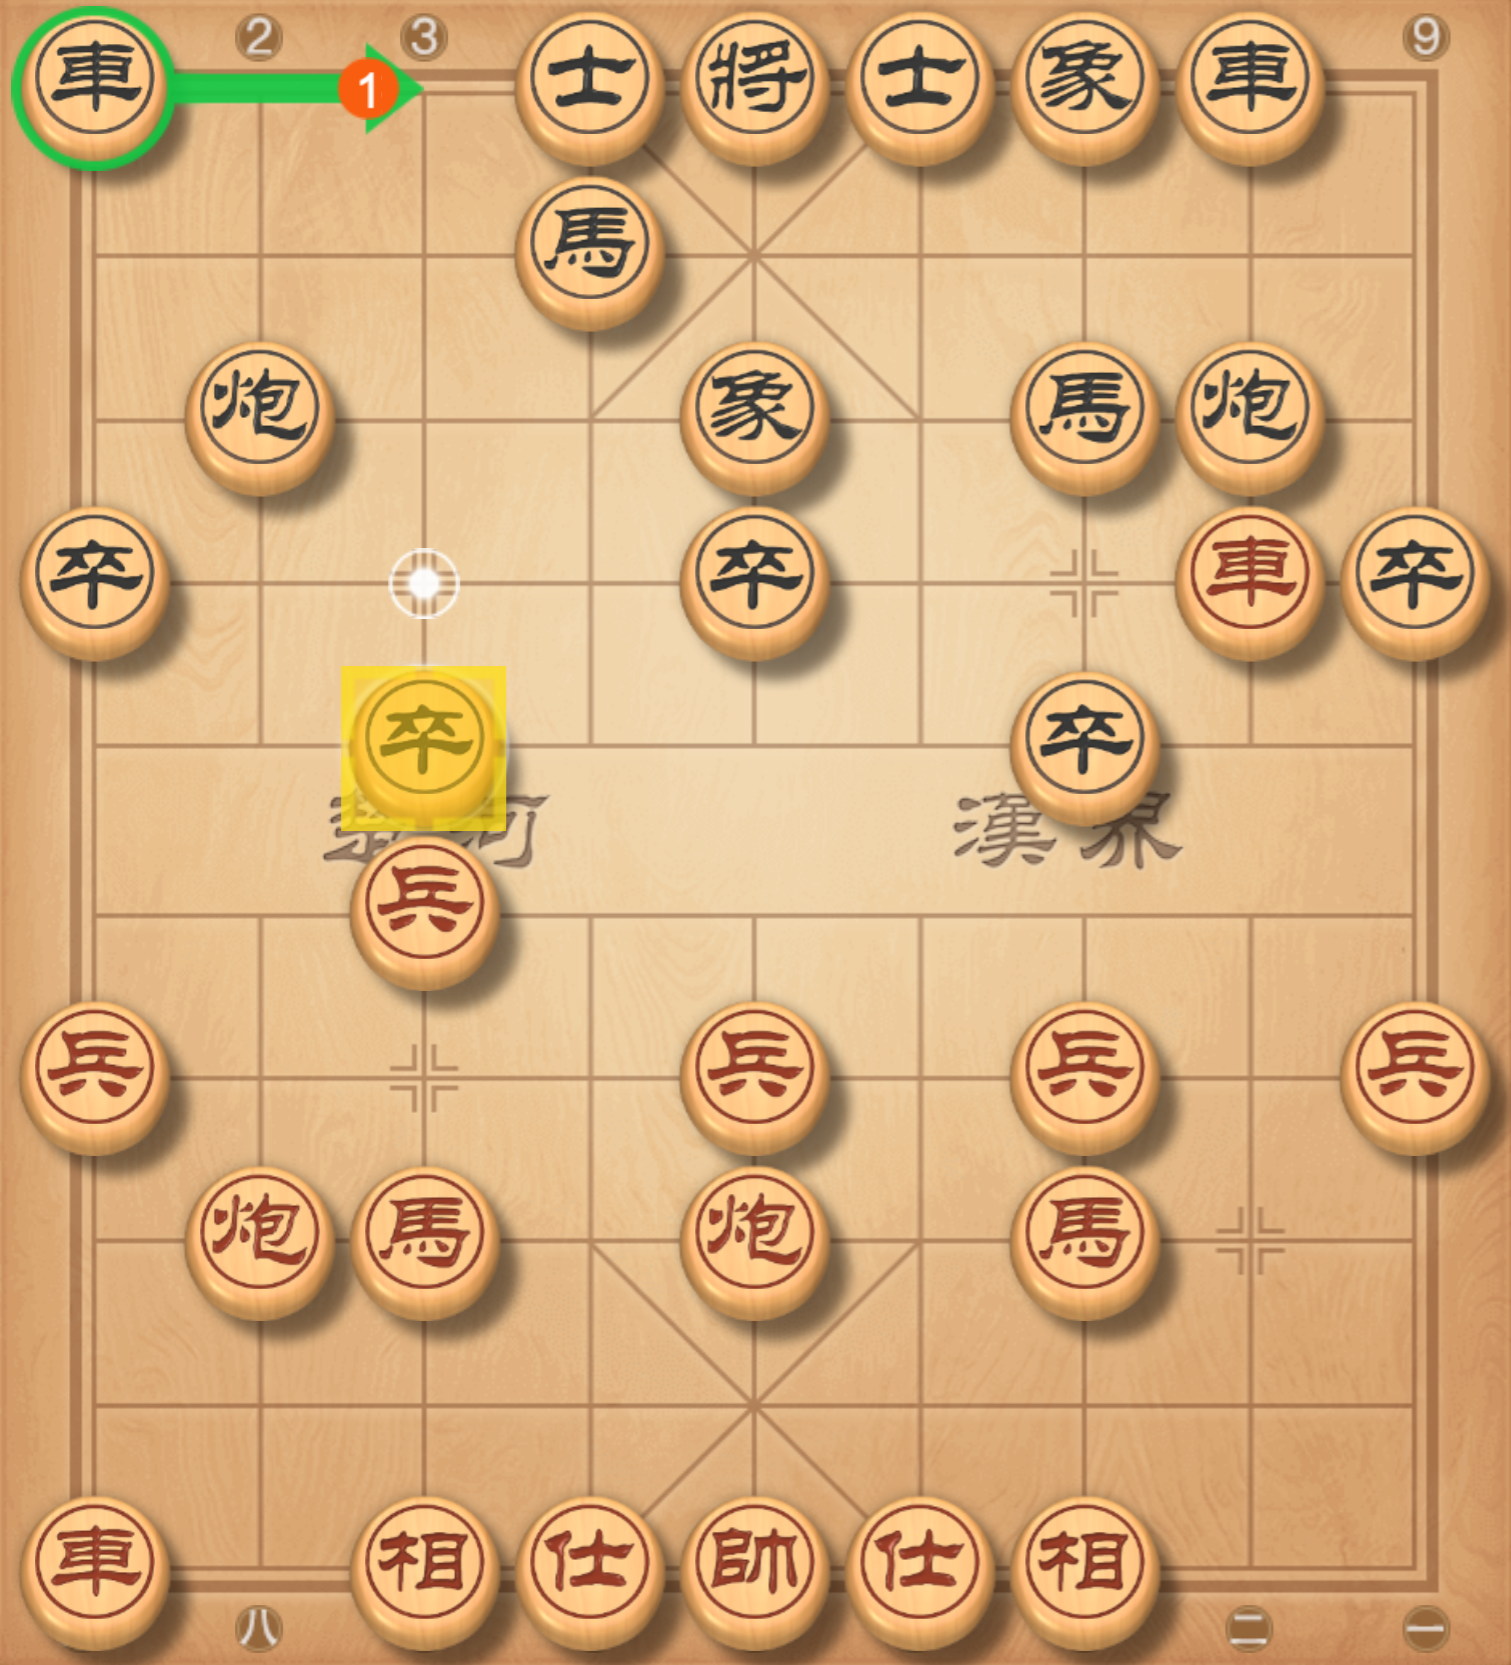 2 3 9
車 1 士 將 士 象 車
馬
炮 象 馬 炮
卒 卒 車 卒
卒 卒
河 漢 界
兵
兵 兵 兵 兵
炮 馬 炮 馬
車 相 仕 帥 仕 相
八 二 一